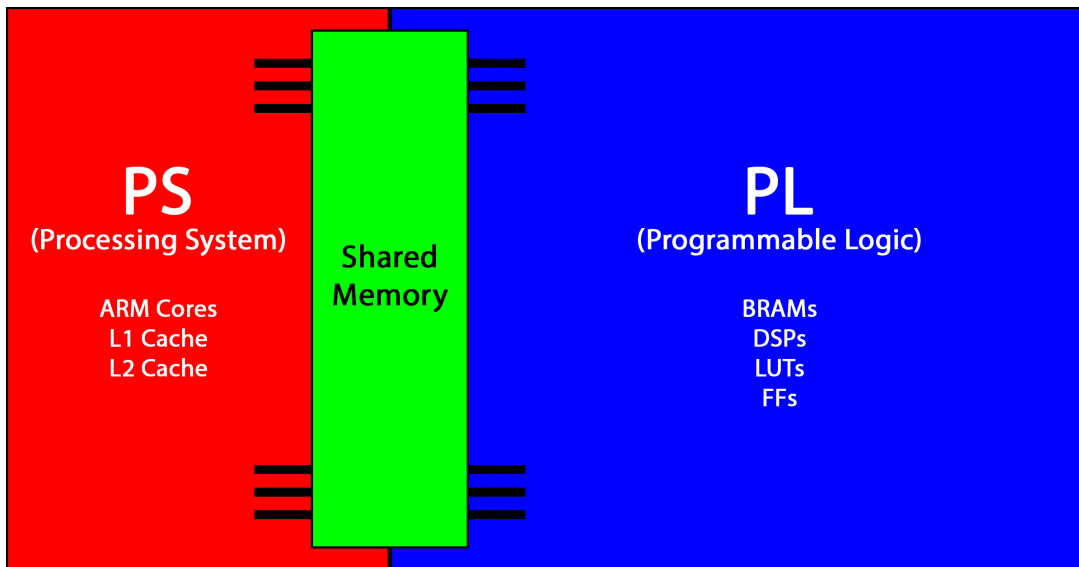 PS
(Processing System)
ARM Cores
L1 Cache
L2 Cache
Shared
Memory
PL
(Programmable Logic)
BRAMs
DSPs
LUTs
FFs